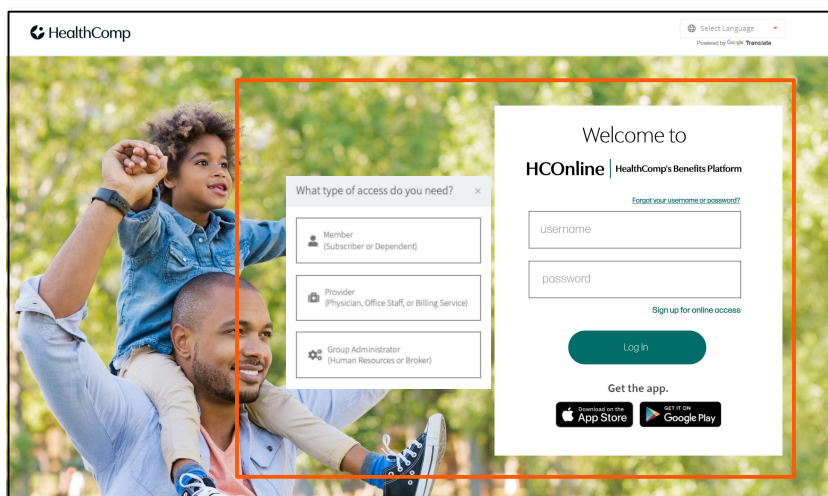 HealthComp
Select Language
Powered by Google Translate
Welcome to
HCOnline | HealthComp's Benefits Platform
What type of access do you need? ×
Forgot your username or password?
Member
(Subscriber or Dependent)
username
Provider
(Physician, Office Staff, or Billing Service)
password
Sign up for online access
Group Administrator
(Human Resources or Broker)
Log In
Get the app.
Download on the
App Store
GET IT ON
Google Play